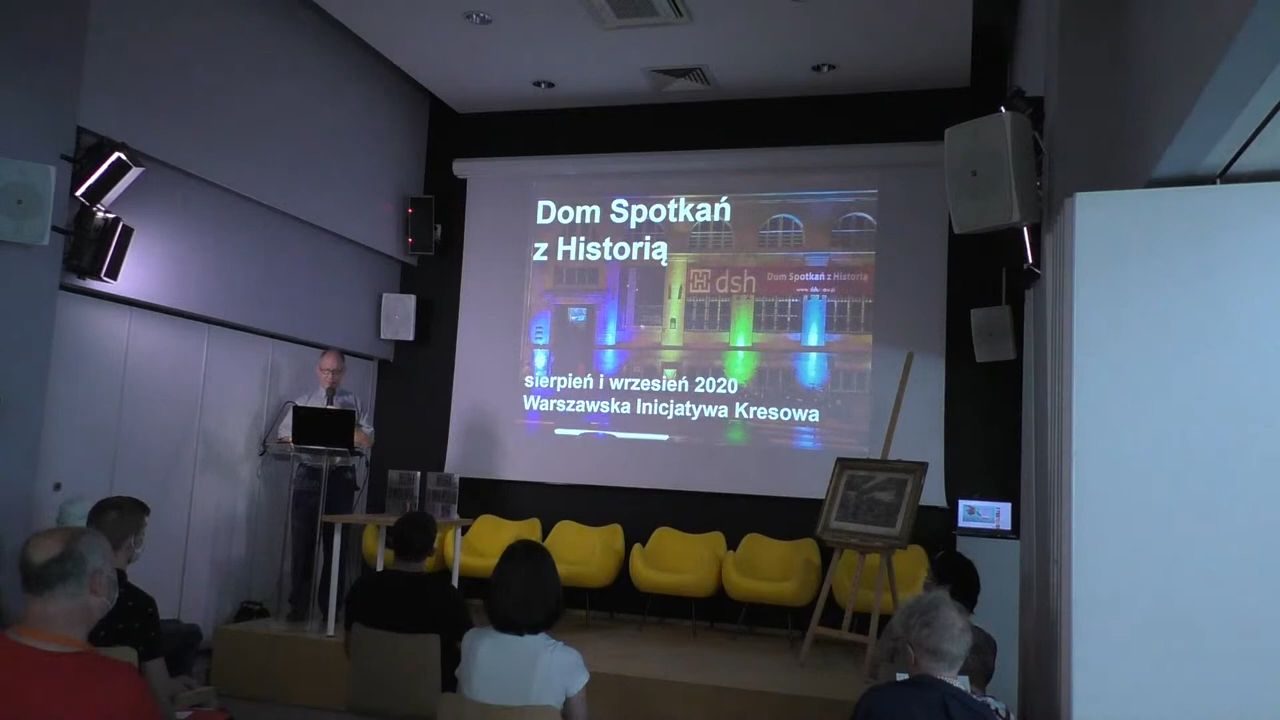 Dom Spotkań
z Historią
dsh
Dom Spotkań z Historią
sierpień i wrzesień 2020
Warszawska Inicjatywa Kresowa